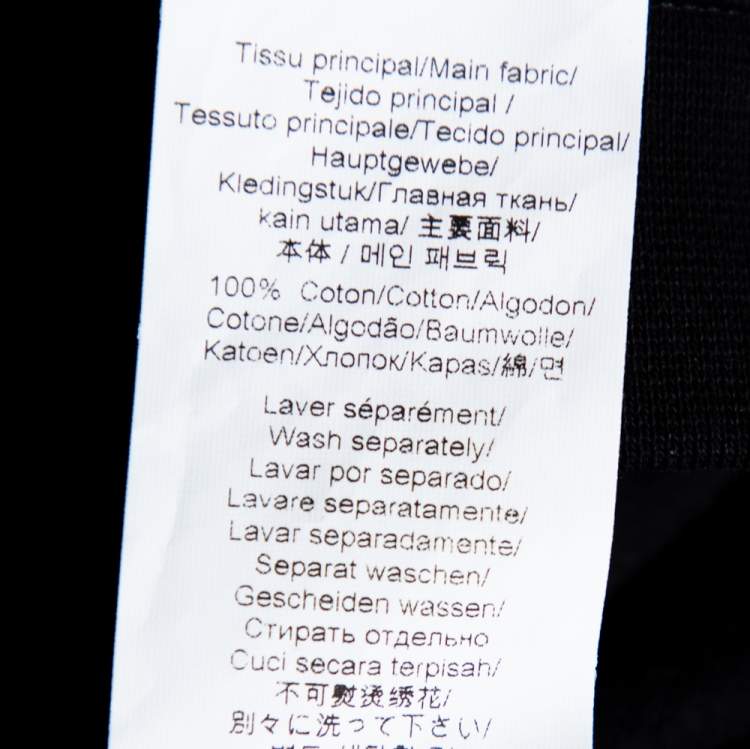 Tissu principal/Main fabric/
Tejido principal /
Tessuto principale/Tecido principal/
Hauptgewebe/
Kledingstuk/Главная ткань/
kain utama/ 主要面料/
本体 / 메인 패브릭
100% Coton/Cotton/Algodon/
Cotone/Algodão/Baumwolle/
Katoen/Хлопок/Kapas/綿/면
Laver séparément/
Wash separately/
Lavar por separado/
Lavare separatamente/
Lavar separadamente/
Separat waschen/
Gescheiden wassen/
Стирать отдельно
Cuci secara terpisah/
不可熨烫绣花/
別々に洗って下さい/